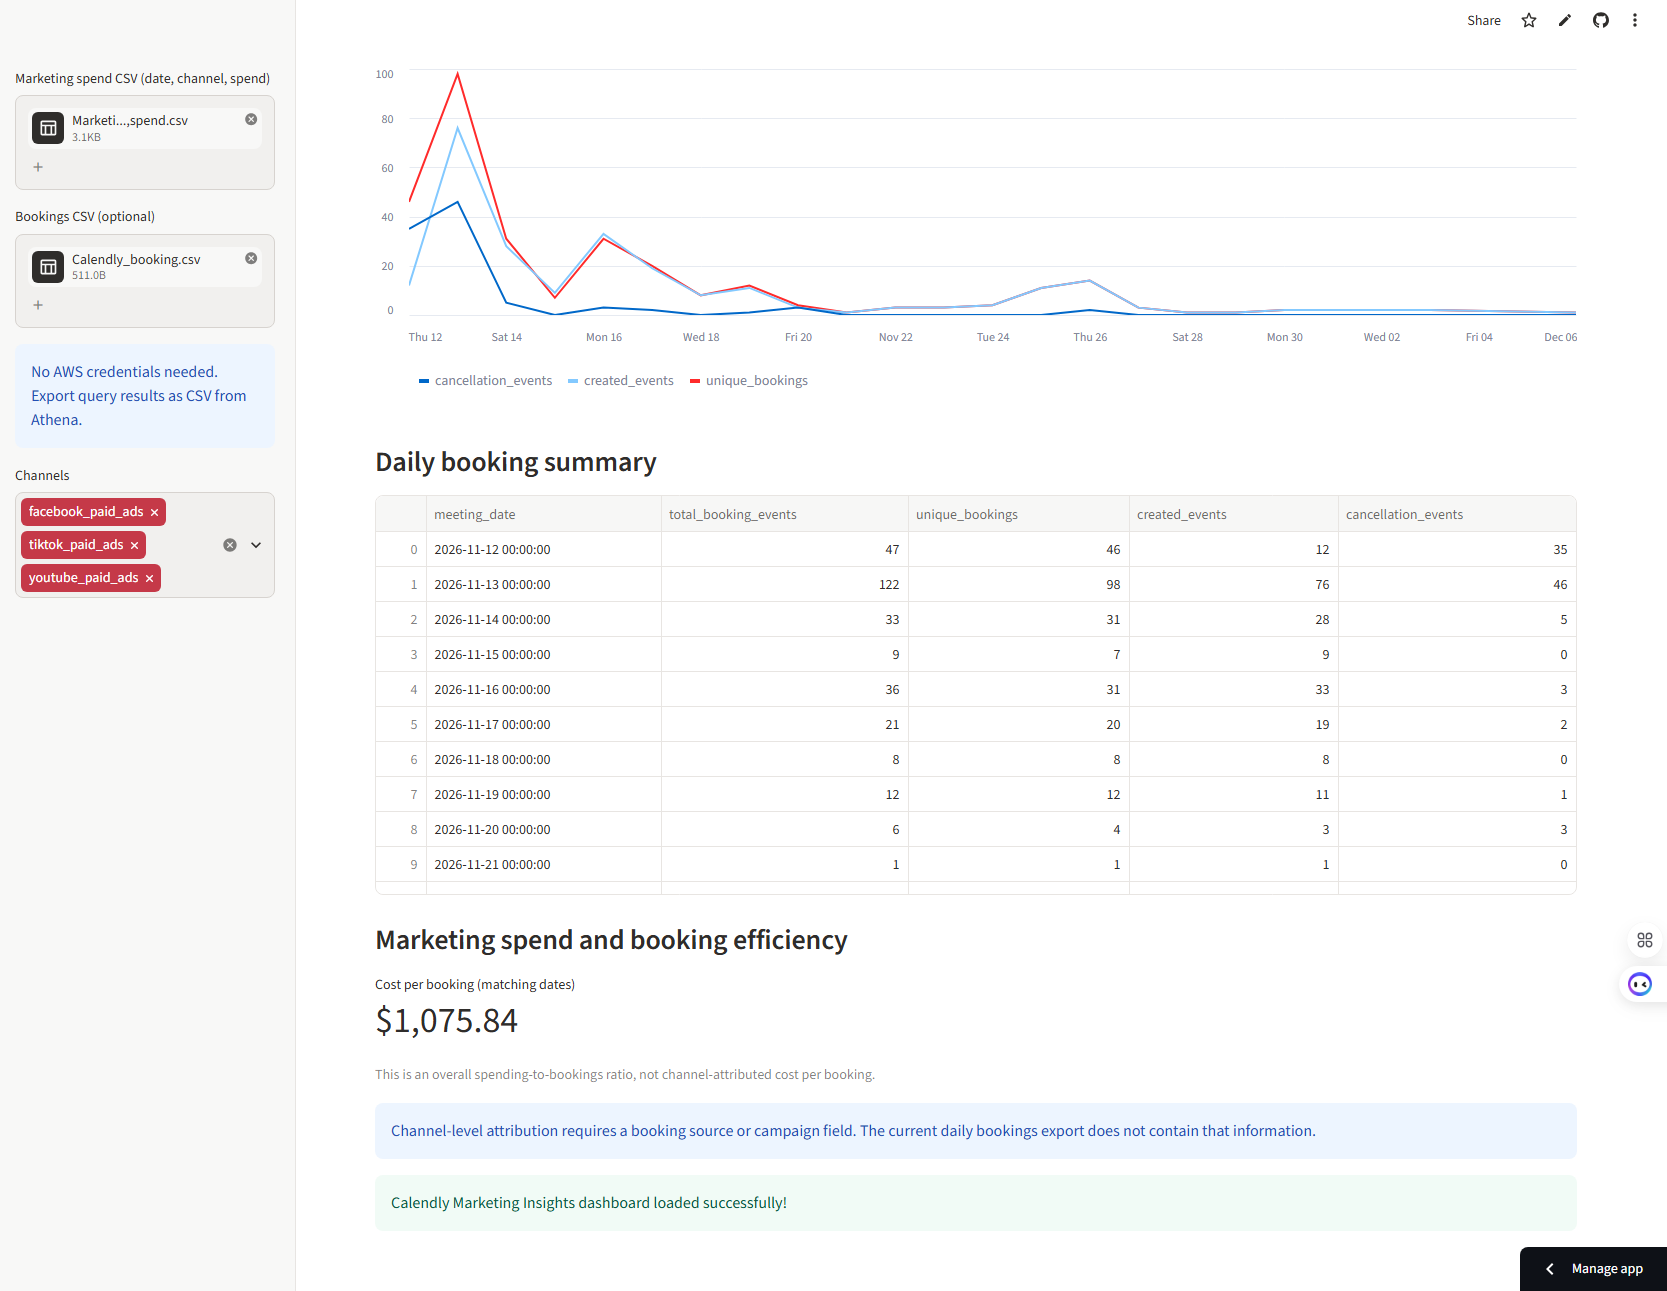 Share
Marketing spend CSV (date, channel, spend)
Marketi...,spend.csv
3.1KB
Bookings CSV (optional)
Calendly_booking.csv
511.0B
No AWS credentials needed.
Export query results as CSV from
Athena.
Channels
facebook_paid_ads ×
tiktok_paid_ads ×
youtube_paid_ads ×
100
80
60
40
20
0
Thu 12 Sat 14 Mon 16 Wed 18 Fri 20 Nov 22 Tue 24 Thu 26 Sat 28 Mon 30 Wed 02 Fri 04 Dec 06
cancellation_events created_events unique_bookings
Daily booking summary
meeting_date total_booking_events unique_bookings created_events cancellation_events
0 2026-11-12 00:00:00 47 46 12 35
1 2026-11-13 00:00:00 122 98 76 46
2 2026-11-14 00:00:00 33 31 28 5
3 2026-11-15 00:00:00 9 7 9 0
4 2026-11-16 00:00:00 36 31 33 3
5 2026-11-17 00:00:00 21 20 19 2
6 2026-11-18 00:00:00 8 8 8 0
7 2026-11-19 00:00:00 12 12 11 1
8 2026-11-20 00:00:00 6 4 3 3
9 2026-11-21 00:00:00 1 1 1 0
Marketing spend and booking efficiency
Cost per booking (matching dates)
$1,075.84
This is an overall spending-to-bookings ratio, not channel-attributed cost per booking.
Channel-level attribution requires a booking source or campaign field. The current daily bookings export does not contain that information.
Calendly Marketing Insights dashboard loaded successfully!
Manage app